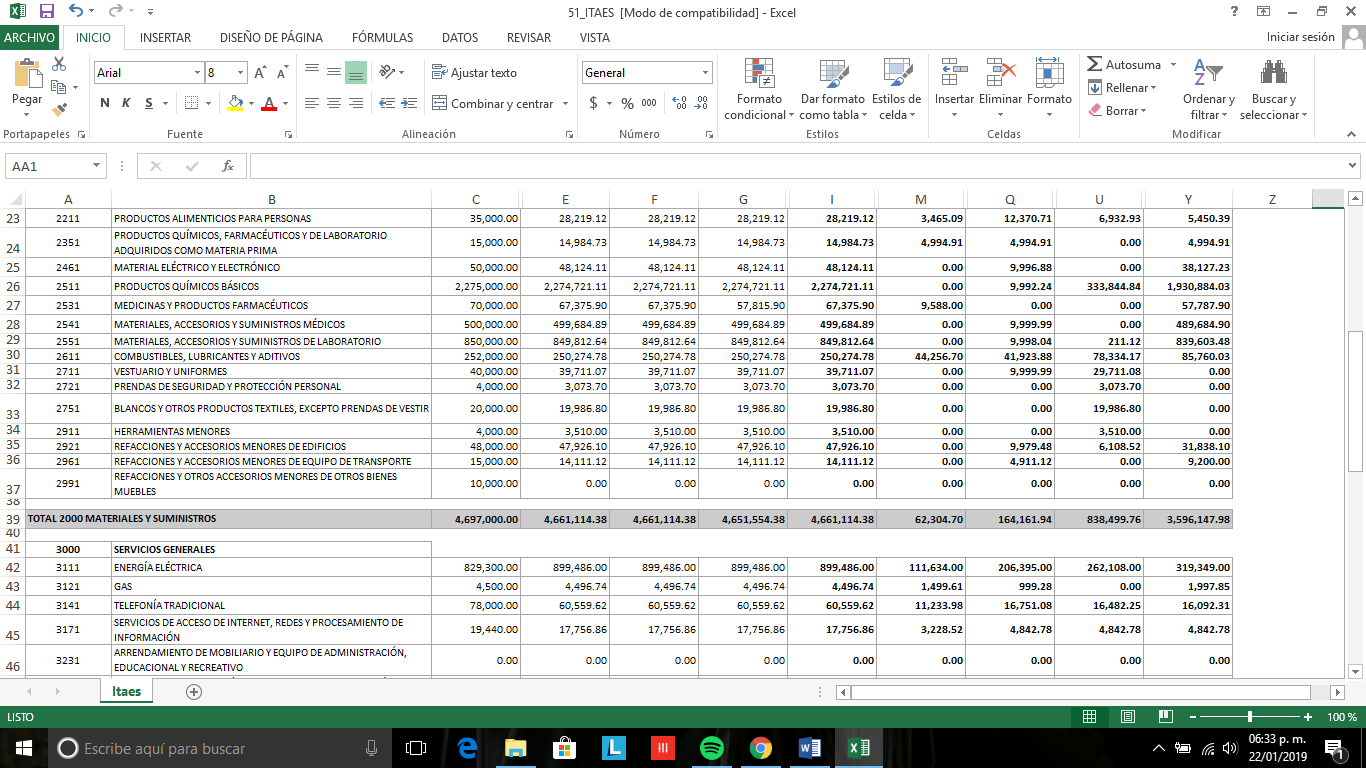 51_ITAES [Modo de compatibilidad] - Excel
ARCHIVO INICIO INSERTAR DISEÑO DE PÁGINA FÓRMULAS DATOS REVISAR VISTA Iniciar sesión
Pegar Arial 8 Ajustar texto General Formato condicional Dar formato como tabla Estilos de celda Insertar Eliminar Formato Autosuma Rellenar Borrar Ordenar y filtrar Buscar y seleccionar
N K S Combinar y centrar $ % 000
Portapapeles Fuente Alineación Número Estilos Celdas Modificar
AA1 fx
A B C E F G I M Q U Y Z
23 2211 PRODUCTOS ALIMENTICIOS PARA PERSONAS 35,000.00 28,219.12 28,219.12 28,219.12 28,219.12 3,465.09 12,370.71 6,932.93 5,450.39
24 2351 PRODUCTOS QUÍMICOS, FARMACÉUTICOS Y DE LABORATORIO ADQUIRIDOS COMO MATERIA PRIMA 15,000.00 14,984.73 14,984.73 14,984.73 14,984.73 4,994.91 4,994.91 0.00 4,994.91
25 2461 MATERIAL ELÉCTRICO Y ELECTRÓNICO 50,000.00 48,124.11 48,124.11 48,124.11 48,124.11 0.00 9,996.88 0.00 38,127.23
26 2511 PRODUCTOS QUÍMICOS BÁSICOS 2,275,000.00 2,274,721.11 2,274,721.11 2,274,721.11 2,274,721.11 0.00 9,992.24 333,844.84 1,930,884.03
27 2531 MEDICINAS Y PRODUCTOS FARMACÉUTICOS 70,000.00 67,375.90 67,375.90 57,815.90 67,375.90 9,588.00 0.00 0.00 57,787.90
28 2541 MATERIALES, ACCESORIOS Y SUMINISTROS MÉDICOS 500,000.00 499,684.89 499,684.89 499,684.89 499,684.89 0.00 9,999.99 0.00 489,684.90
29 2551 MATERIALES, ACCESORIOS Y SUMINISTROS DE LABORATORIO 850,000.00 849,812.64 849,812.64 849,812.64 849,812.64 0.00 9,998.04 211.12 839,603.48
30 2611 COMBUSTIBLES, LUBRICANTES Y ADITIVOS 252,000.00 250,274.78 250,274.78 250,274.78 250,274.78 44,256.70 41,923.88 78,334.17 85,760.03
31 2711 VESTUARIO Y UNIFORMES 40,000.00 39,711.07 39,711.07 39,711.07 39,711.07 0.00 9,999.99 29,711.08 0.00
32 2721 PRENDAS DE SEGURIDAD Y PROTECCIÓN PERSONAL 4,000.00 3,073.70 3,073.70 3,073.70 3,073.70 0.00 0.00 3,073.70 0.00
33 2751 BLANCOS Y OTROS PRODUCTOS TEXTILES, EXCEPTO PRENDAS DE VESTIR 20,000.00 19,986.80 19,986.80 19,986.80 19,986.80 0.00 0.00 19,986.80 0.00
34 2911 HERRAMIENTAS MENORES 4,000.00 3,510.00 3,510.00 3,510.00 3,510.00 0.00 0.00 3,510.00 0.00
35 2921 REFACCIONES Y ACCESORIOS MENORES DE EDIFICIOS 48,000.00 47,926.10 47,926.10 47,926.10 47,926.10 0.00 9,979.48 6,108.52 31,838.10
36 2961 REFACCIONES Y ACCESORIOS MENORES DE EQUIPO DE TRANSPORTE 15,000.00 14,111.12 14,111.12 14,111.12 14,111.12 0.00 4,911.12 0.00 9,200.00
37 2991 REFACCIONES Y OTROS ACCESORIOS MENORES DE OTROS BIENES MUEBLES 10,000.00 0.00 0.00 0.00 0.00 0.00 0.00 0.00 0.00
38
39 TOTAL 2000 MATERIALES Y SUMINISTROS 4,697,000.00 4,661,114.38 4,661,114.38 4,651,554.38 4,661,114.38 62,304.70 164,161.94 838,499.76 3,596,147.98
40
41 3000 SERVICIOS GENERALES
42 3111 ENERGÍA ELÉCTRICA 829,300.00 899,486.00 899,486.00 899,486.00 899,486.00 111,634.00 206,395.00 262,108.00 319,349.00
43 3121 GAS 4,500.00 4,496.74 4,496.74 4,496.74 4,496.74 1,499.61 999.28 0.00 1,997.85
44 3141 TELEFONÍA TRADICIONAL 78,000.00 60,559.62 60,559.62 60,559.62 60,559.62 11,233.98 16,751.08 16,482.25 16,092.31
45 3171 SERVICIOS DE ACCESO DE INTERNET, REDES Y PROCESAMIENTO DE INFORMACIÓN 19,440.00 17,756.86 17,756.86 17,756.86 17,756.86 3,228.52 4,842.78 4,842.78 4,842.78
46 3231 ARRENDAMIENTO DE MOBILIARIO Y EQUIPO DE ADMINISTRACIÓN, EDUCACIONAL Y RECREATIVO 0.00 0.00 0.00 0.00 0.00 0.00 0.00 0.00 0.00
Itaes
LISTO 100 %
Escribe aquí para buscar 06:33 p. m.
22/01/2019 1